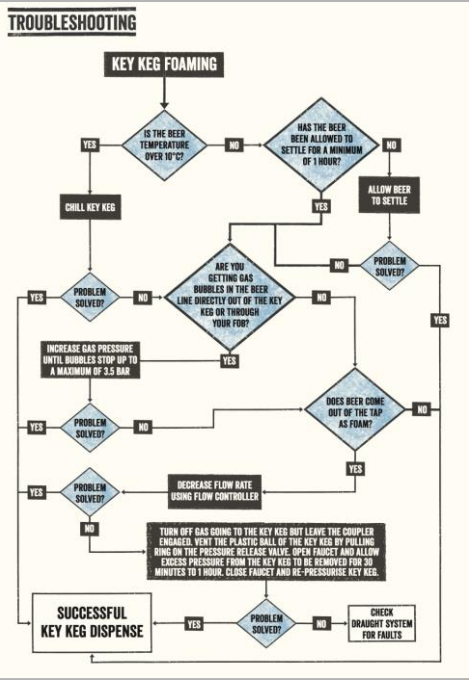 TROUBLESHOOTING
KEY KEG FOAMING
IS THE BEER
TEMPERATURE
OVER 10°C?
YES
NO
HAS THE BEER
BEEN ALLOWED TO
SETTLE FOR A MINIMUM
OF 1 HOUR?
NO
YES
CHILL KEY KEG
ALLOW BEER
TO SETTLE
PROBLEM
SOLVED?
NO
YES
ARE YOU
GETTING GAS
BUBBLES IN THE BEER
LINE DIRECTLY OUT OF THE KEY
KEG OR THROUGH
YOUR FOB?
NO
YES
PROBLEM
SOLVED?
YES
NO
INCREASE GAS PRESSURE
UNTIL BUBBLES STOP UP TO
A MAXIMUM OF 3.5 BAR
PROBLEM
SOLVED?
YES
NO
DOES BEER COME
OUT OF THE TAP
AS FOAM?
NO
YES
DECREASE FLOW RATE
USING FLOW CONTROLLER
PROBLEM
SOLVED?
YES
NO
TURN OFF GAS GOING TO THE KEY KEG BUT LEAVE THE COUPLER
ENGAGED. VENT THE PLASTIC BALL OF THE KEY KEG BY PULLING
RING ON THE PRESSURE RELEASE VALVE. OPEN FAUCET AND ALLOW
EXCESS PRESSURE FROM THE KEY KEG TO BE REMOVED FOR 30
MINUTES TO 1 HOUR. CLOSE FAUCET AND RE-PRESSURISE KEY KEG.
PROBLEM
SOLVED?
YES
NO
SUCCESSFUL
KEY KEG DISPENSE
CHECK
DRAUGHT SYSTEM
FOR FAULTS